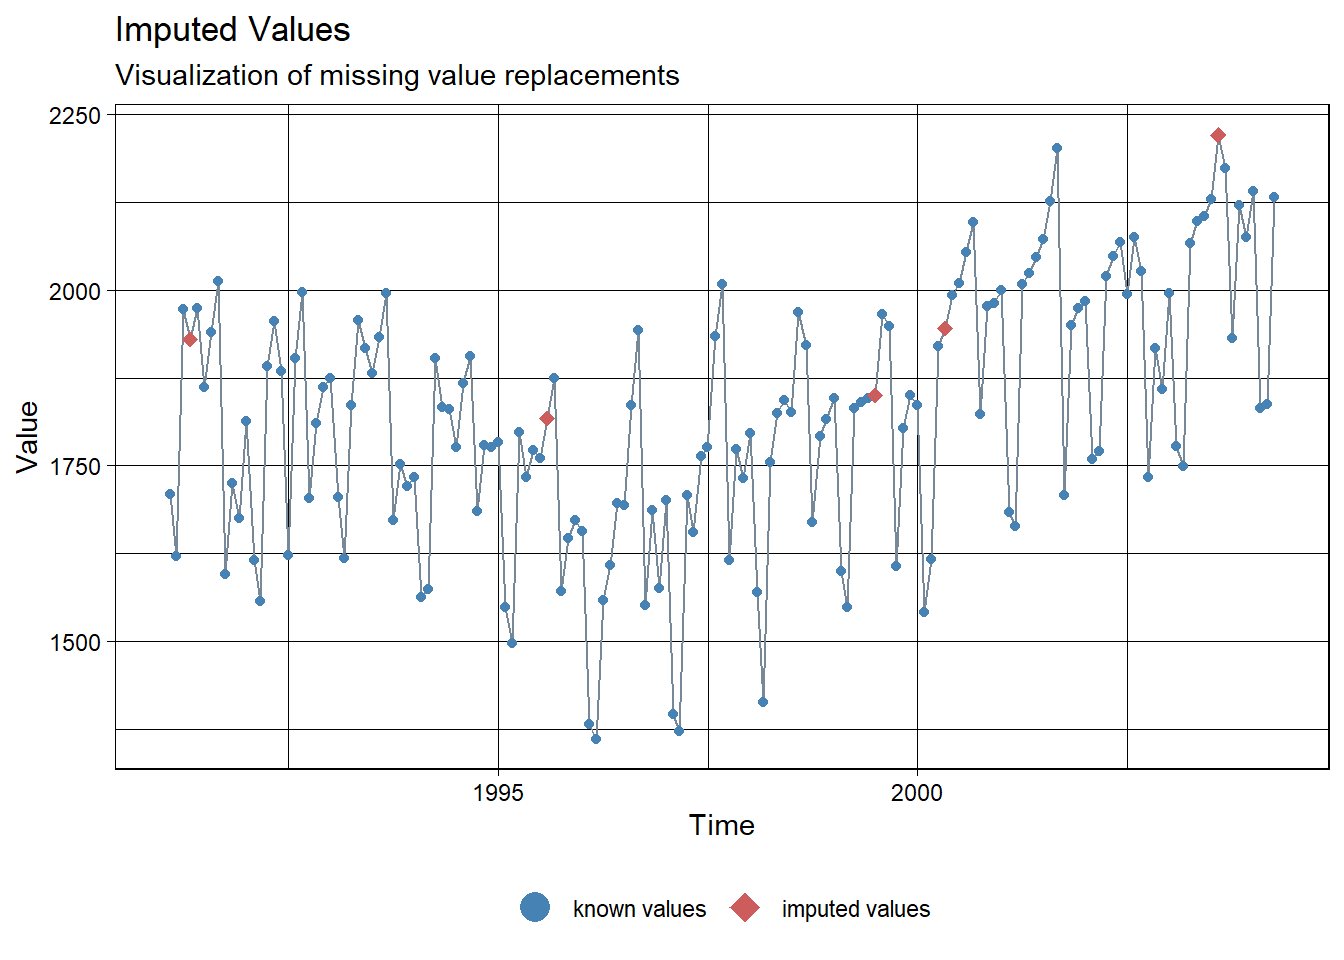 Imputed Values
Visualization of missing value replacements
2250
2000
1750
1500
Value
1995
2000
Time
known values
imputed values